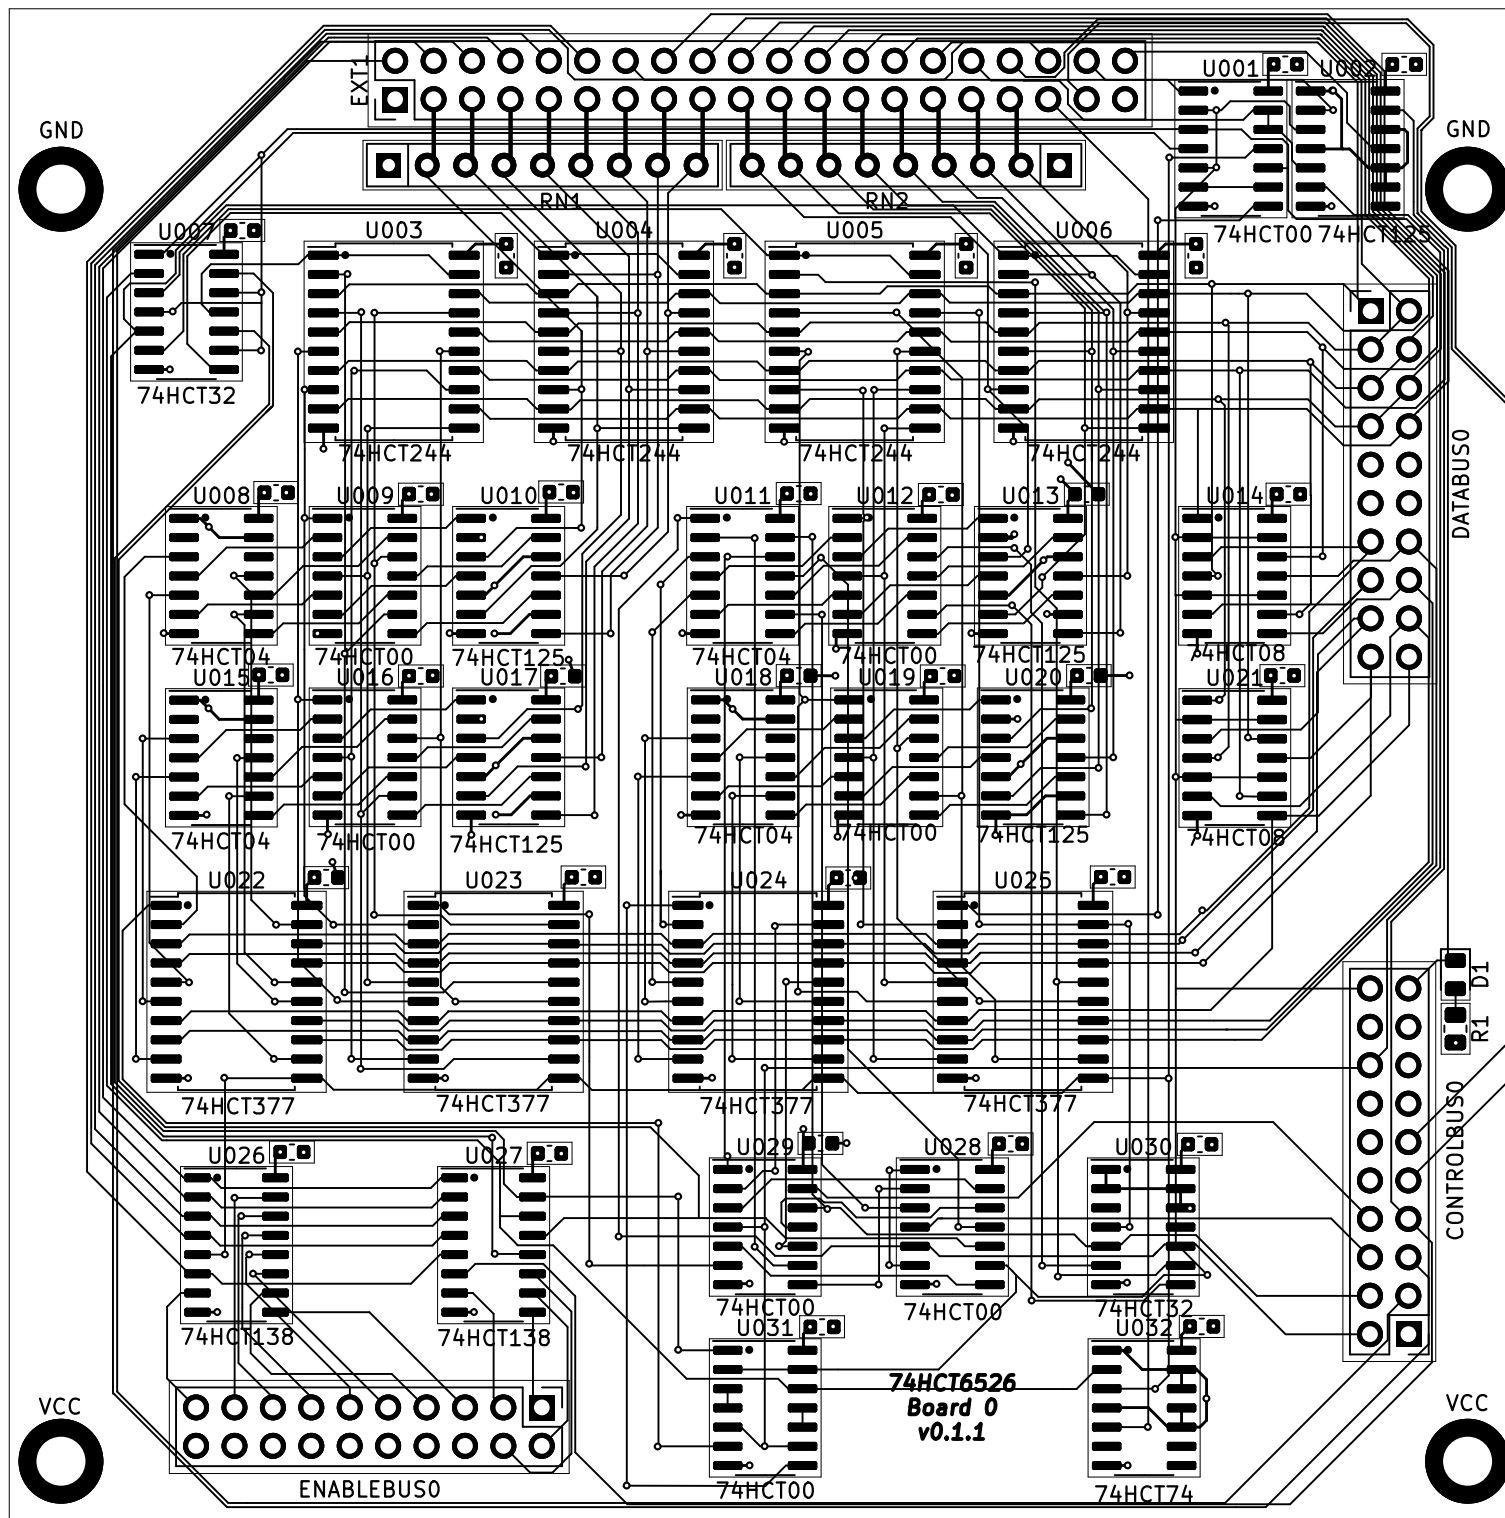 EXT1
U001
U002
GND
GND
RN1
RN2
74HCT00
74HCT125
U007
U003
U004
U005
U006
74HCT32
74HCT244
74HCT244
74HCT244
74HCT244
DATABUS0
U008
U009
U010
U011
U012
U013
U014
74HCT04
74HCT00
74HCT125
74HCT04
74HCT00
74HCT125
74HCT08
U015
U016
U017
U018
U019
U020
U021
74HCT04
74HCT00
74HCT125
74HCT04
74HCT00
74HCT125
74HCT08
U022
U023
U024
U025
D1
R1
74HCT377
74HCT377
74HCT377
74HCT377
CONTROLBUS0
U026
U027
U029
U028
U030
74HCT138
74HCT138
74HCT00
74HCT00
74HCT32
U031
U032
74HCT6526
Board 0
v0.1.1
VCC
VCC
ENABLEBUS0
74HCT00
74HCT74